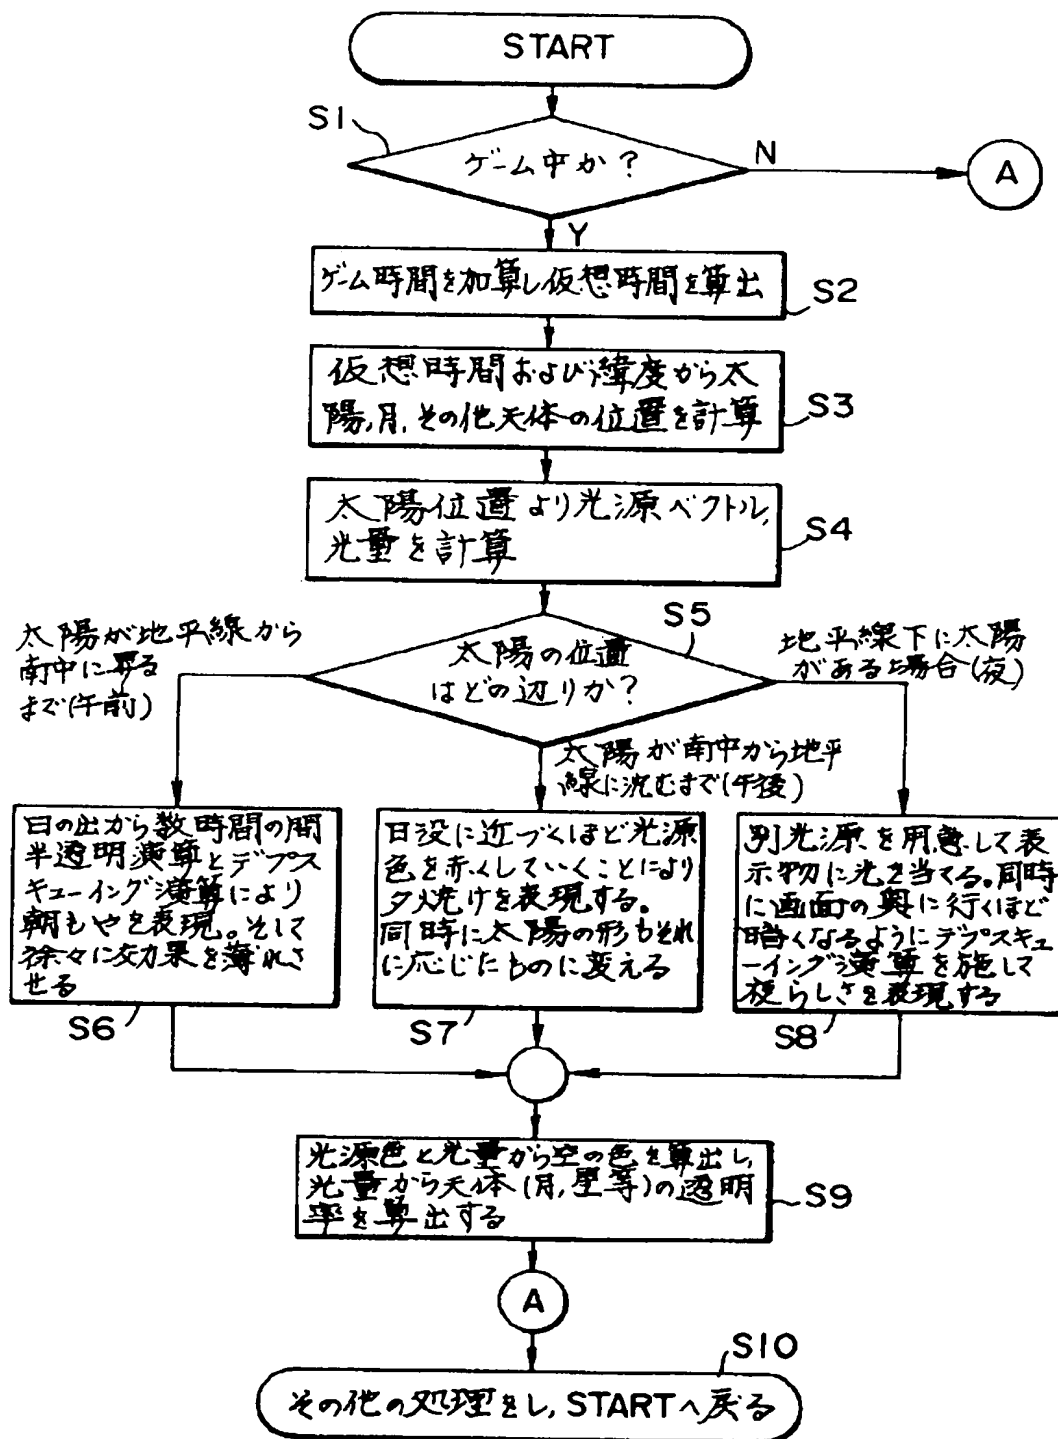 START
S1
ゲーム中か?
N
A
Y
ゲーム時間を加算し仮想時間を算出
S2
仮想時間および緯度から太
陽,月,その他天体の位置を計算
S3
太陽位置より光源ベクトル,
光量を計算
S4
太陽の位置
はどの辺りか?
S5
太陽が地平線から
南中に昇る
まで(午前)
太陽が南中から地平
線に沈むまで(午後)
地平線下に太陽
がある場合(夜)
日の出から数時間の間
半透明演算とデプス
キューイング演算により
朝もやを表現。そして
徐々に効果を薄れさ
せる
S6
日没に近づくほど光源
色を赤くしていくことにより
夕焼けを表現する。
同時に太陽の形もそれ
に応じたものに変える
S7
別光源を用意して表
示物に光を当てる。同時
に画面の奥に行くほど
暗くなるようにデプスキュ
ーイング演算を施して
夜らしさを表現する
S8
光源色と光量から空の色を算出し,
光量から天体(月,星等)の透明
率を算出する
S9
A
その他の処理をし,STARTへ戻る
S10